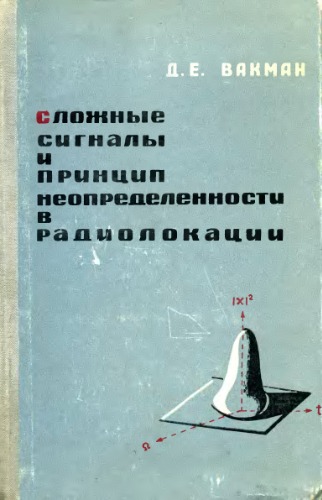 Д. Е. ВАКМАН
СЛОЖНЫЕ
СИГНАЛЫ
И
ПРИНЦИП
НЕОПРЕДЕЛЕННОСТИ
В
РАДИОЛОКАЦИИ
|X|²
t
Ω